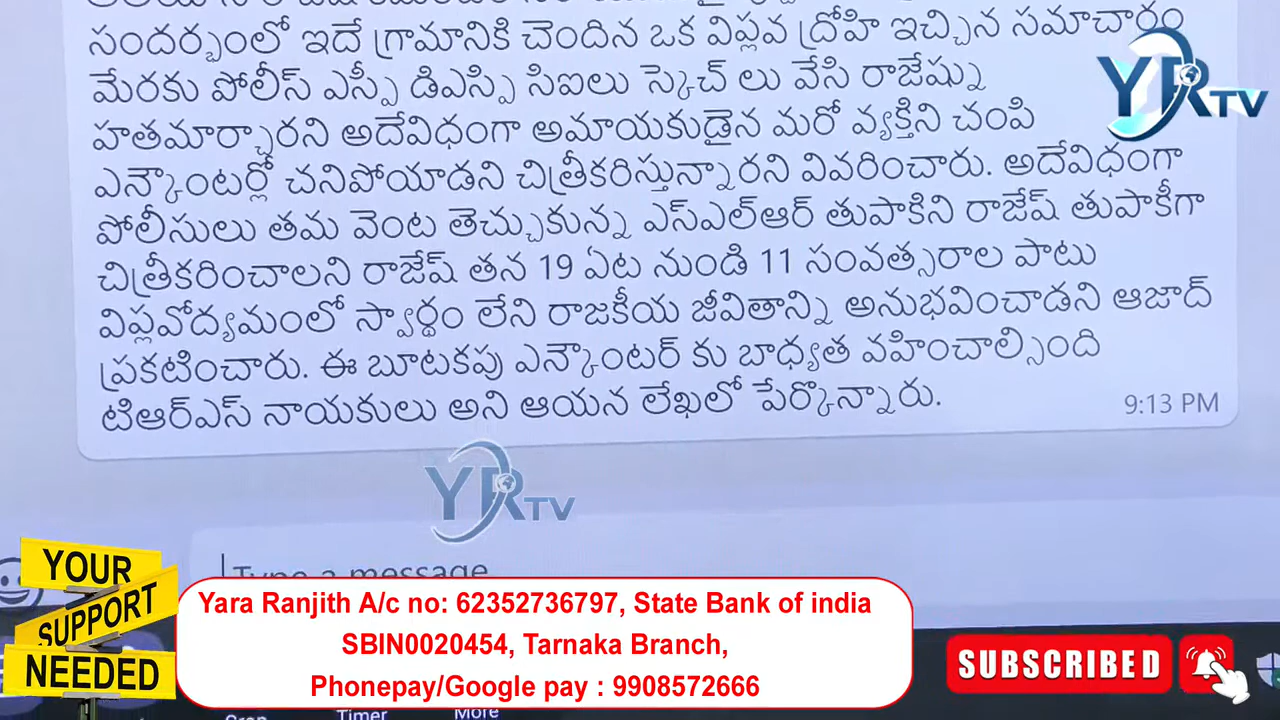 సందర్భంలో ఇదే గ్రామానికి చెందిన ఒక విప్లవ ద్రోహి ఇచ్చిన సమాచారం
మేరకు పోలీస్ ఎస్పీ డిఎస్పి సిఐలు స్కెచ్ లు వేసి రాజేష్ను
హతమార్చారని అదేవిధంగా అమాయకుడైన మరో వ్యక్తిని చంపి
ఎన్కౌంటర్లో చనిపోయాడని చిత్రీకరిస్తున్నారని వివరించారు. అదేవిధంగా
పోలీసులు తమ వెంట తెచ్చుకున్న ఎస్ఎల్ఆర్ తుపాకిని రాజేష్ తుపాకీగా
చిత్రీకరించాలని రాజేష్ తన 19 ఏట నుండి 11 సంవత్సరాల పాటు
విప్లవోద్యమంలో స్వార్థం లేని రాజకీయ జీవితాన్ని అనుభవించాడని ఆజాద్
ప్రకటించారు. ఈ బూటకపు ఎన్కౌంటర్ కు బాధ్యత వహించాల్సింది
టిఆర్ఎస్ నాయకులు అని ఆయన లేఖలో పేర్కొన్నారు.
9:13 PM
YRTV
YRTV
Type a message
YOUR
SUPPORT
NEEDED
Yara Ranjith A/c no: 62352736797, State Bank of india
SBIN0020454, Tarnaka Branch,
Phonepay/Google pay : 9908572666
SUBSCRIBED
Timer
More